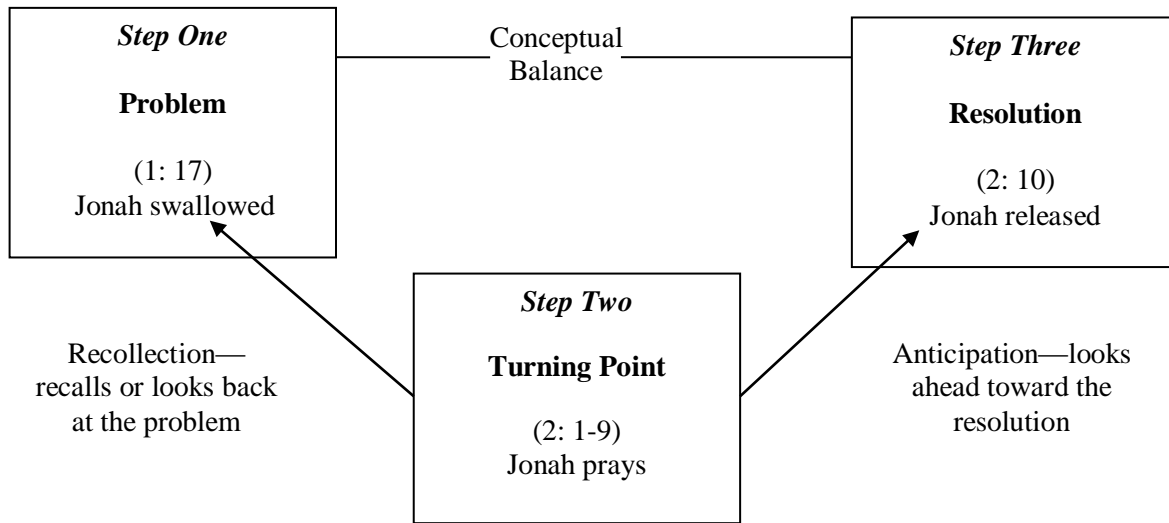 Step One
Problem
(1: 17)
Jonah swallowed
Conceptual
Balance
Step Three
Resolution
(2: 10)
Jonah released
Recollection—
recalls or looks back
at the problem
Step Two
Turning Point
(2: 1-9)
Jonah prays
Anticipation—looks
ahead toward the
resolution